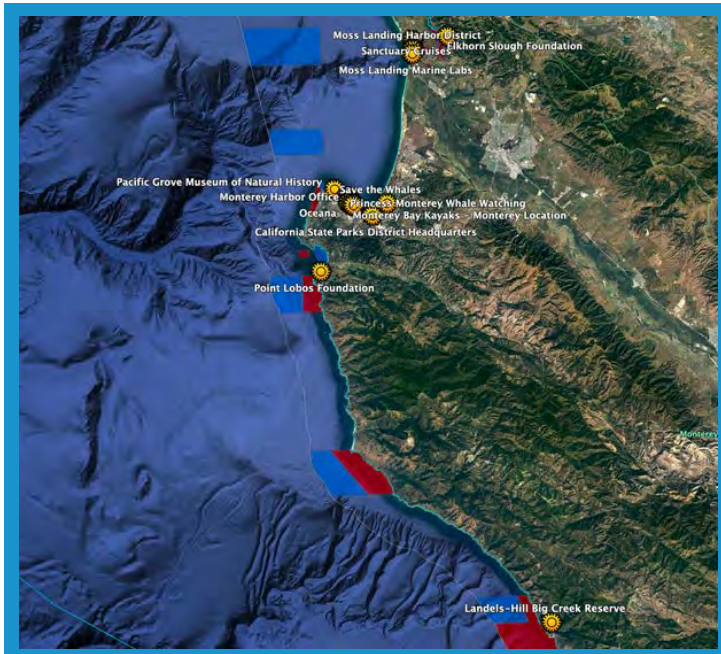 Moss Landing Harbor District
Elkhorn Slough Foundation
Sanctuary Cruises
Moss Landing Marine Labs
Pacific Grove Museum of Natural History
Save the Whales
Monterey Harbor Office
Princess Monterey Whale Watching
Oceana
Monterey Bay Kayaks - Monterey Location
California State Parks District Headquarters
Point Lobos Foundation
Monterey
Landels-Hill Big Creek Reserve